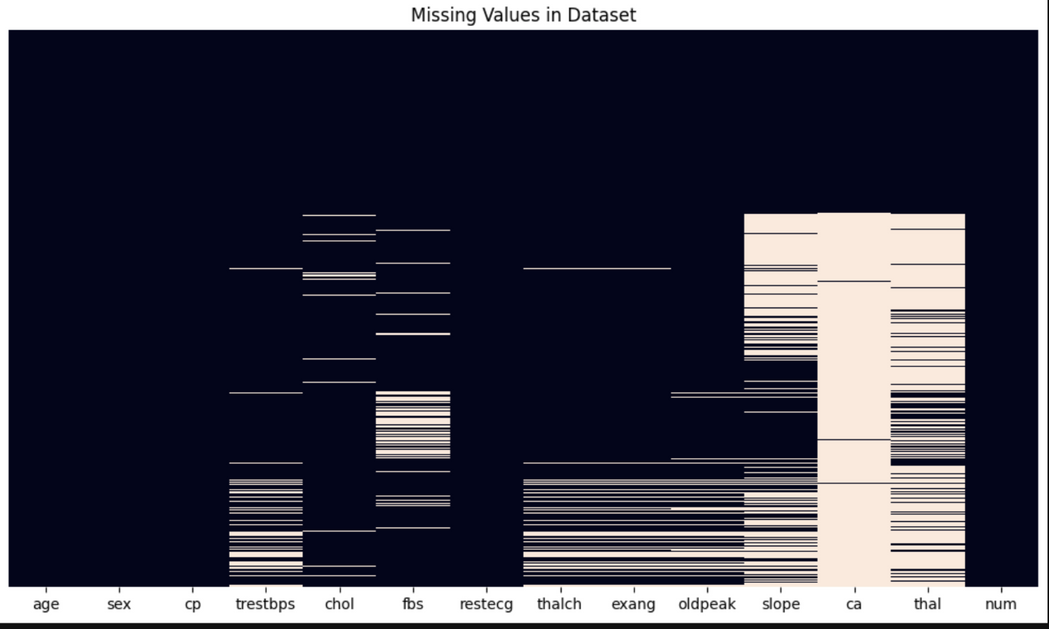 Missing Values in Dataset
age sex cp trestbps chol fbs restecg thalch exang oldpeak slope ca thal num